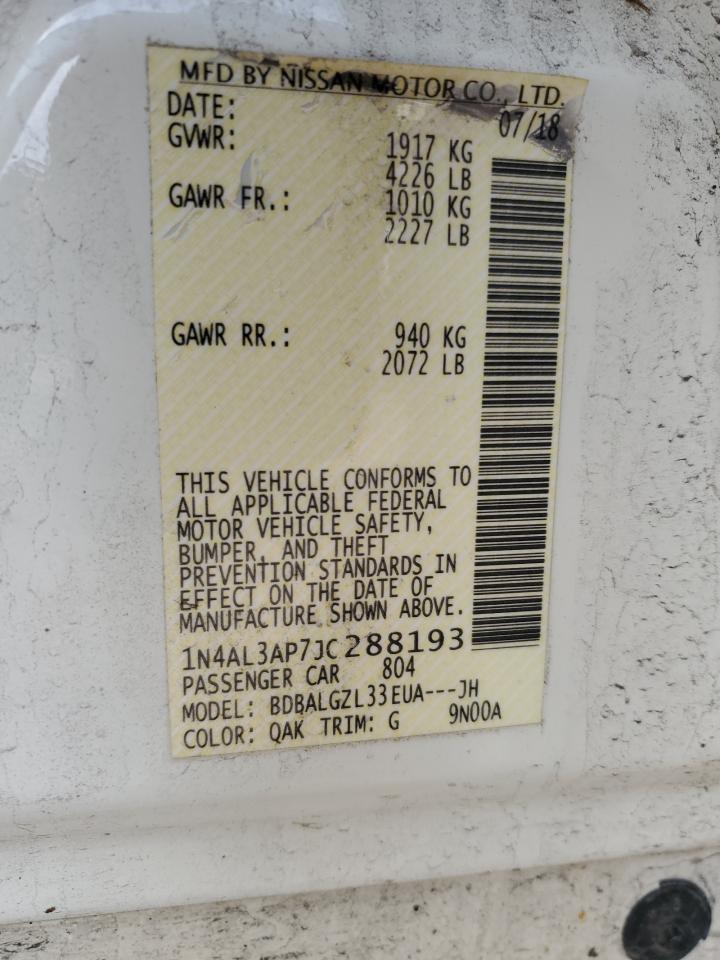 MFD BY NISSAN MOTOR CO., LTD.
DATE: 07/18
GVWR: 1917 KG
4226 LB
GAWR FR.: 1010 KG
2227 LB
GAWR RR.: 940 KG
2072 LB
THIS VEHICLE CONFORMS TO
ALL APPLICABLE FEDERAL
MOTOR VEHICLE SAFETY,
BUMPER, AND THEFT
PREVENTION STANDARDS IN
EFFECT ON THE DATE OF
MANUFACTURE SHOWN ABOVE.
1N4AL3AP7JC288193
PASSENGER CAR 804
MODEL: BDBALGZL33EUA---JH
COLOR: QAK TRIM: G 9N00A